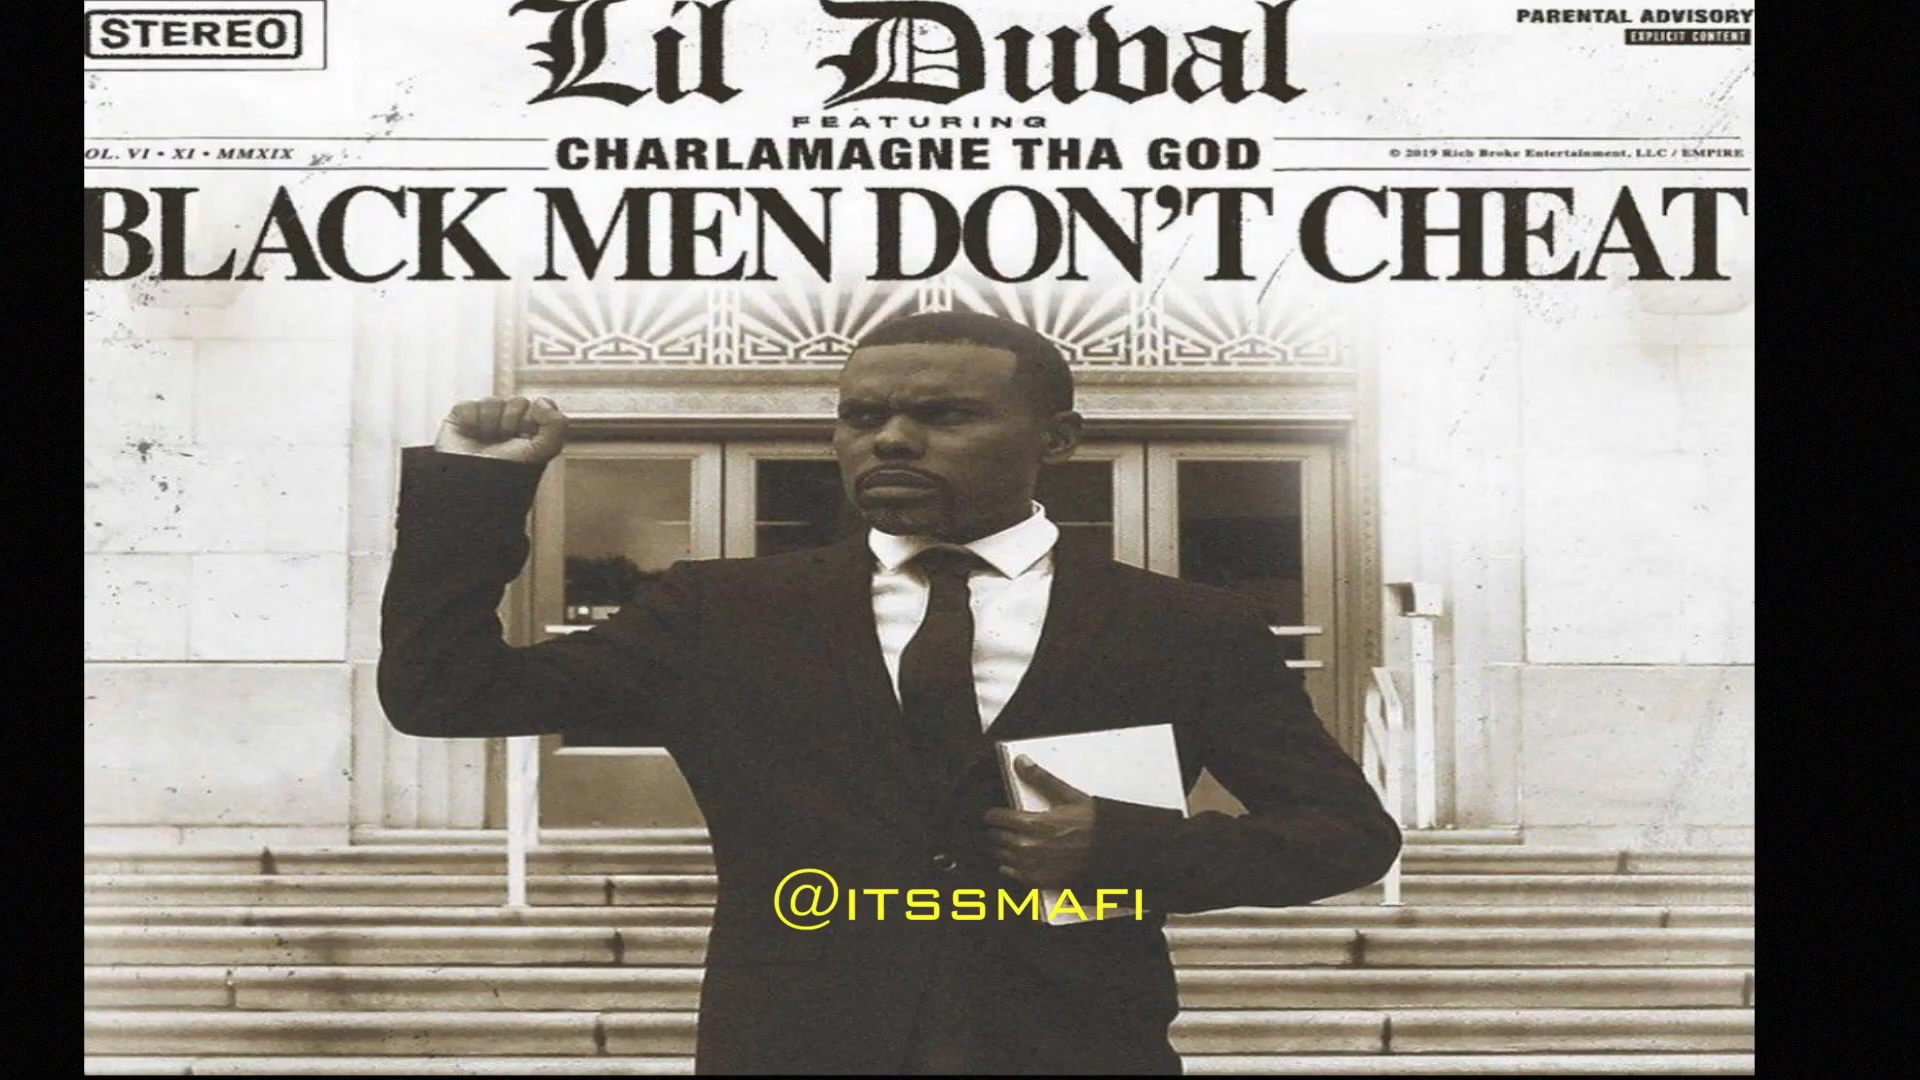 STEREO
Lil Duval
PARENTAL ADVISORY
EXPLICIT CONTENT
FEATURING
OL. VI • XI • MMXIX
CHARLAMAGNE THA GOD
© 2019 Rich Broke Entertainment, LLC / EMPIRE
BLACK MEN DON'T CHEAT
@ITSSMAFI